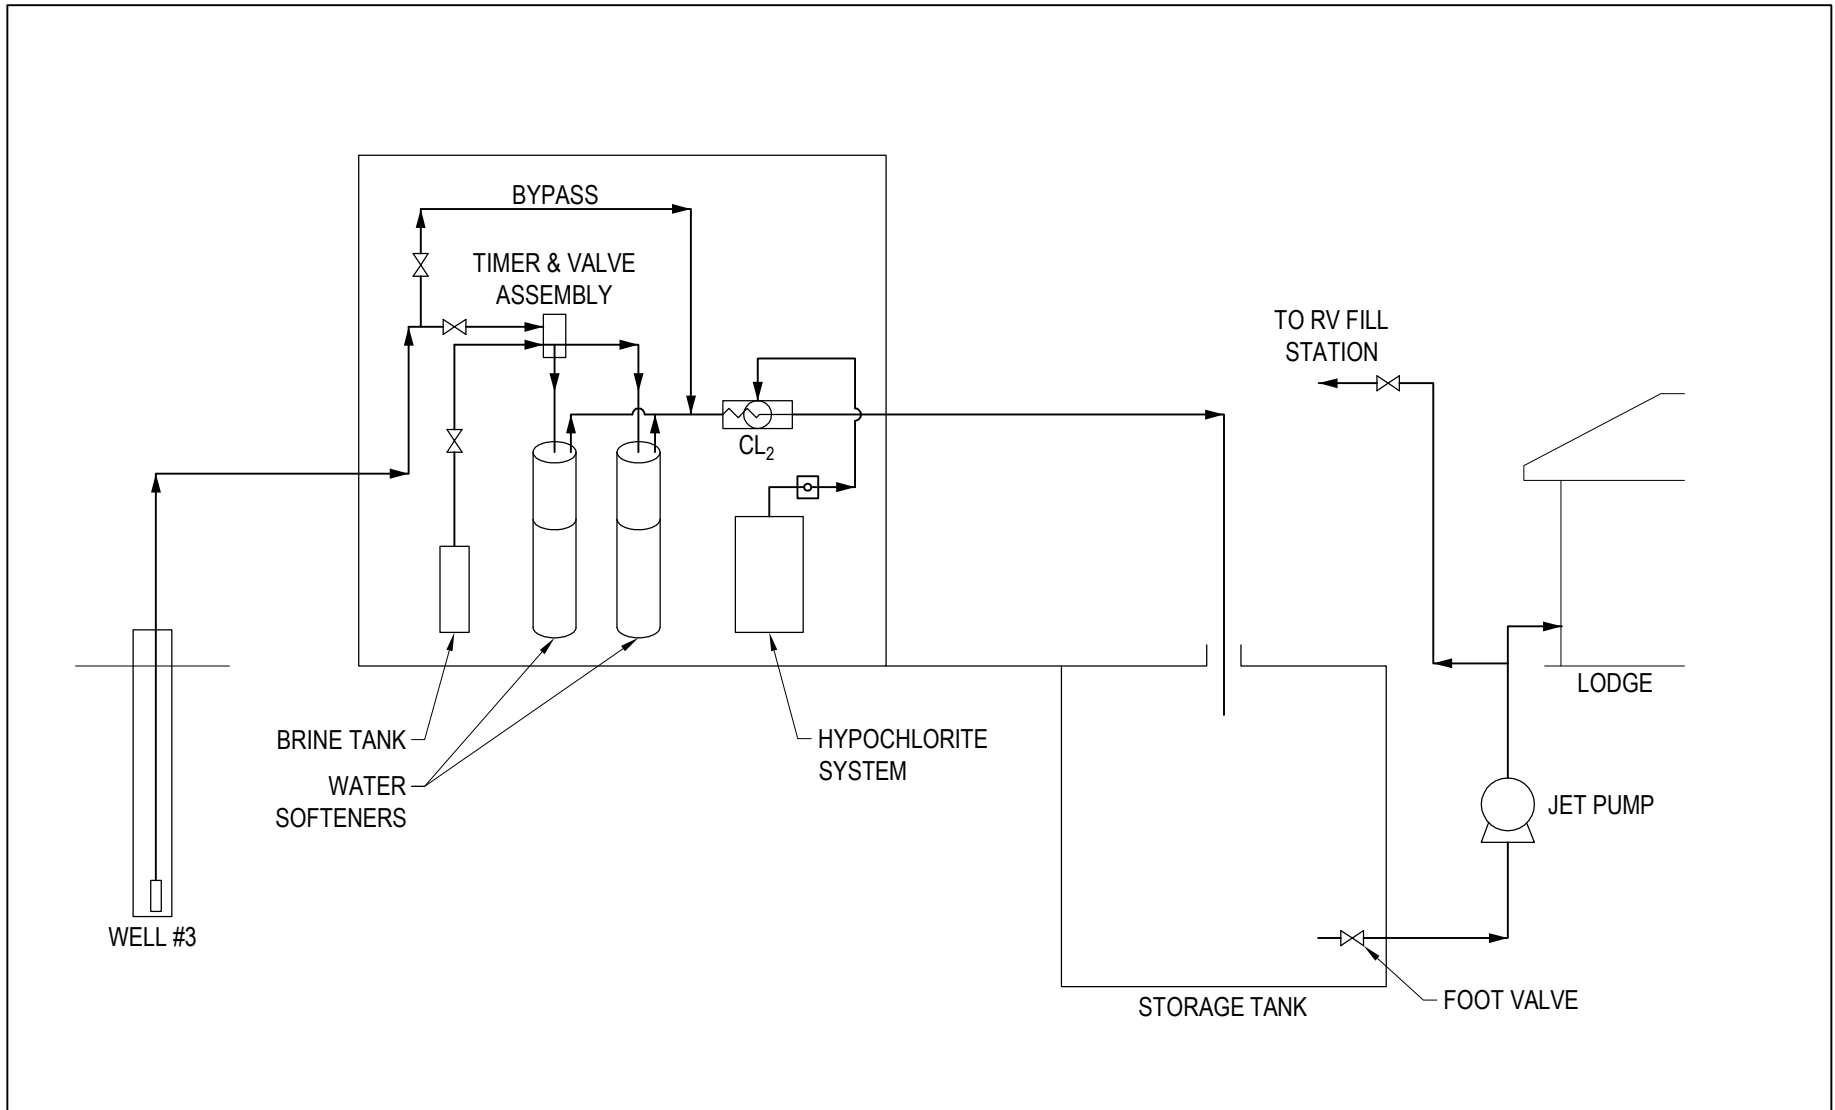 BYPASS
TIMER & VALVE
ASSEMBLY
TO RV FILL
STATION
CL₂
LODGE
BRINE TANK
WATER
SOFTENERS
HYPOCHLORITE
SYSTEM
JET PUMP
WELL #3
STORAGE TANK
FOOT VALVE